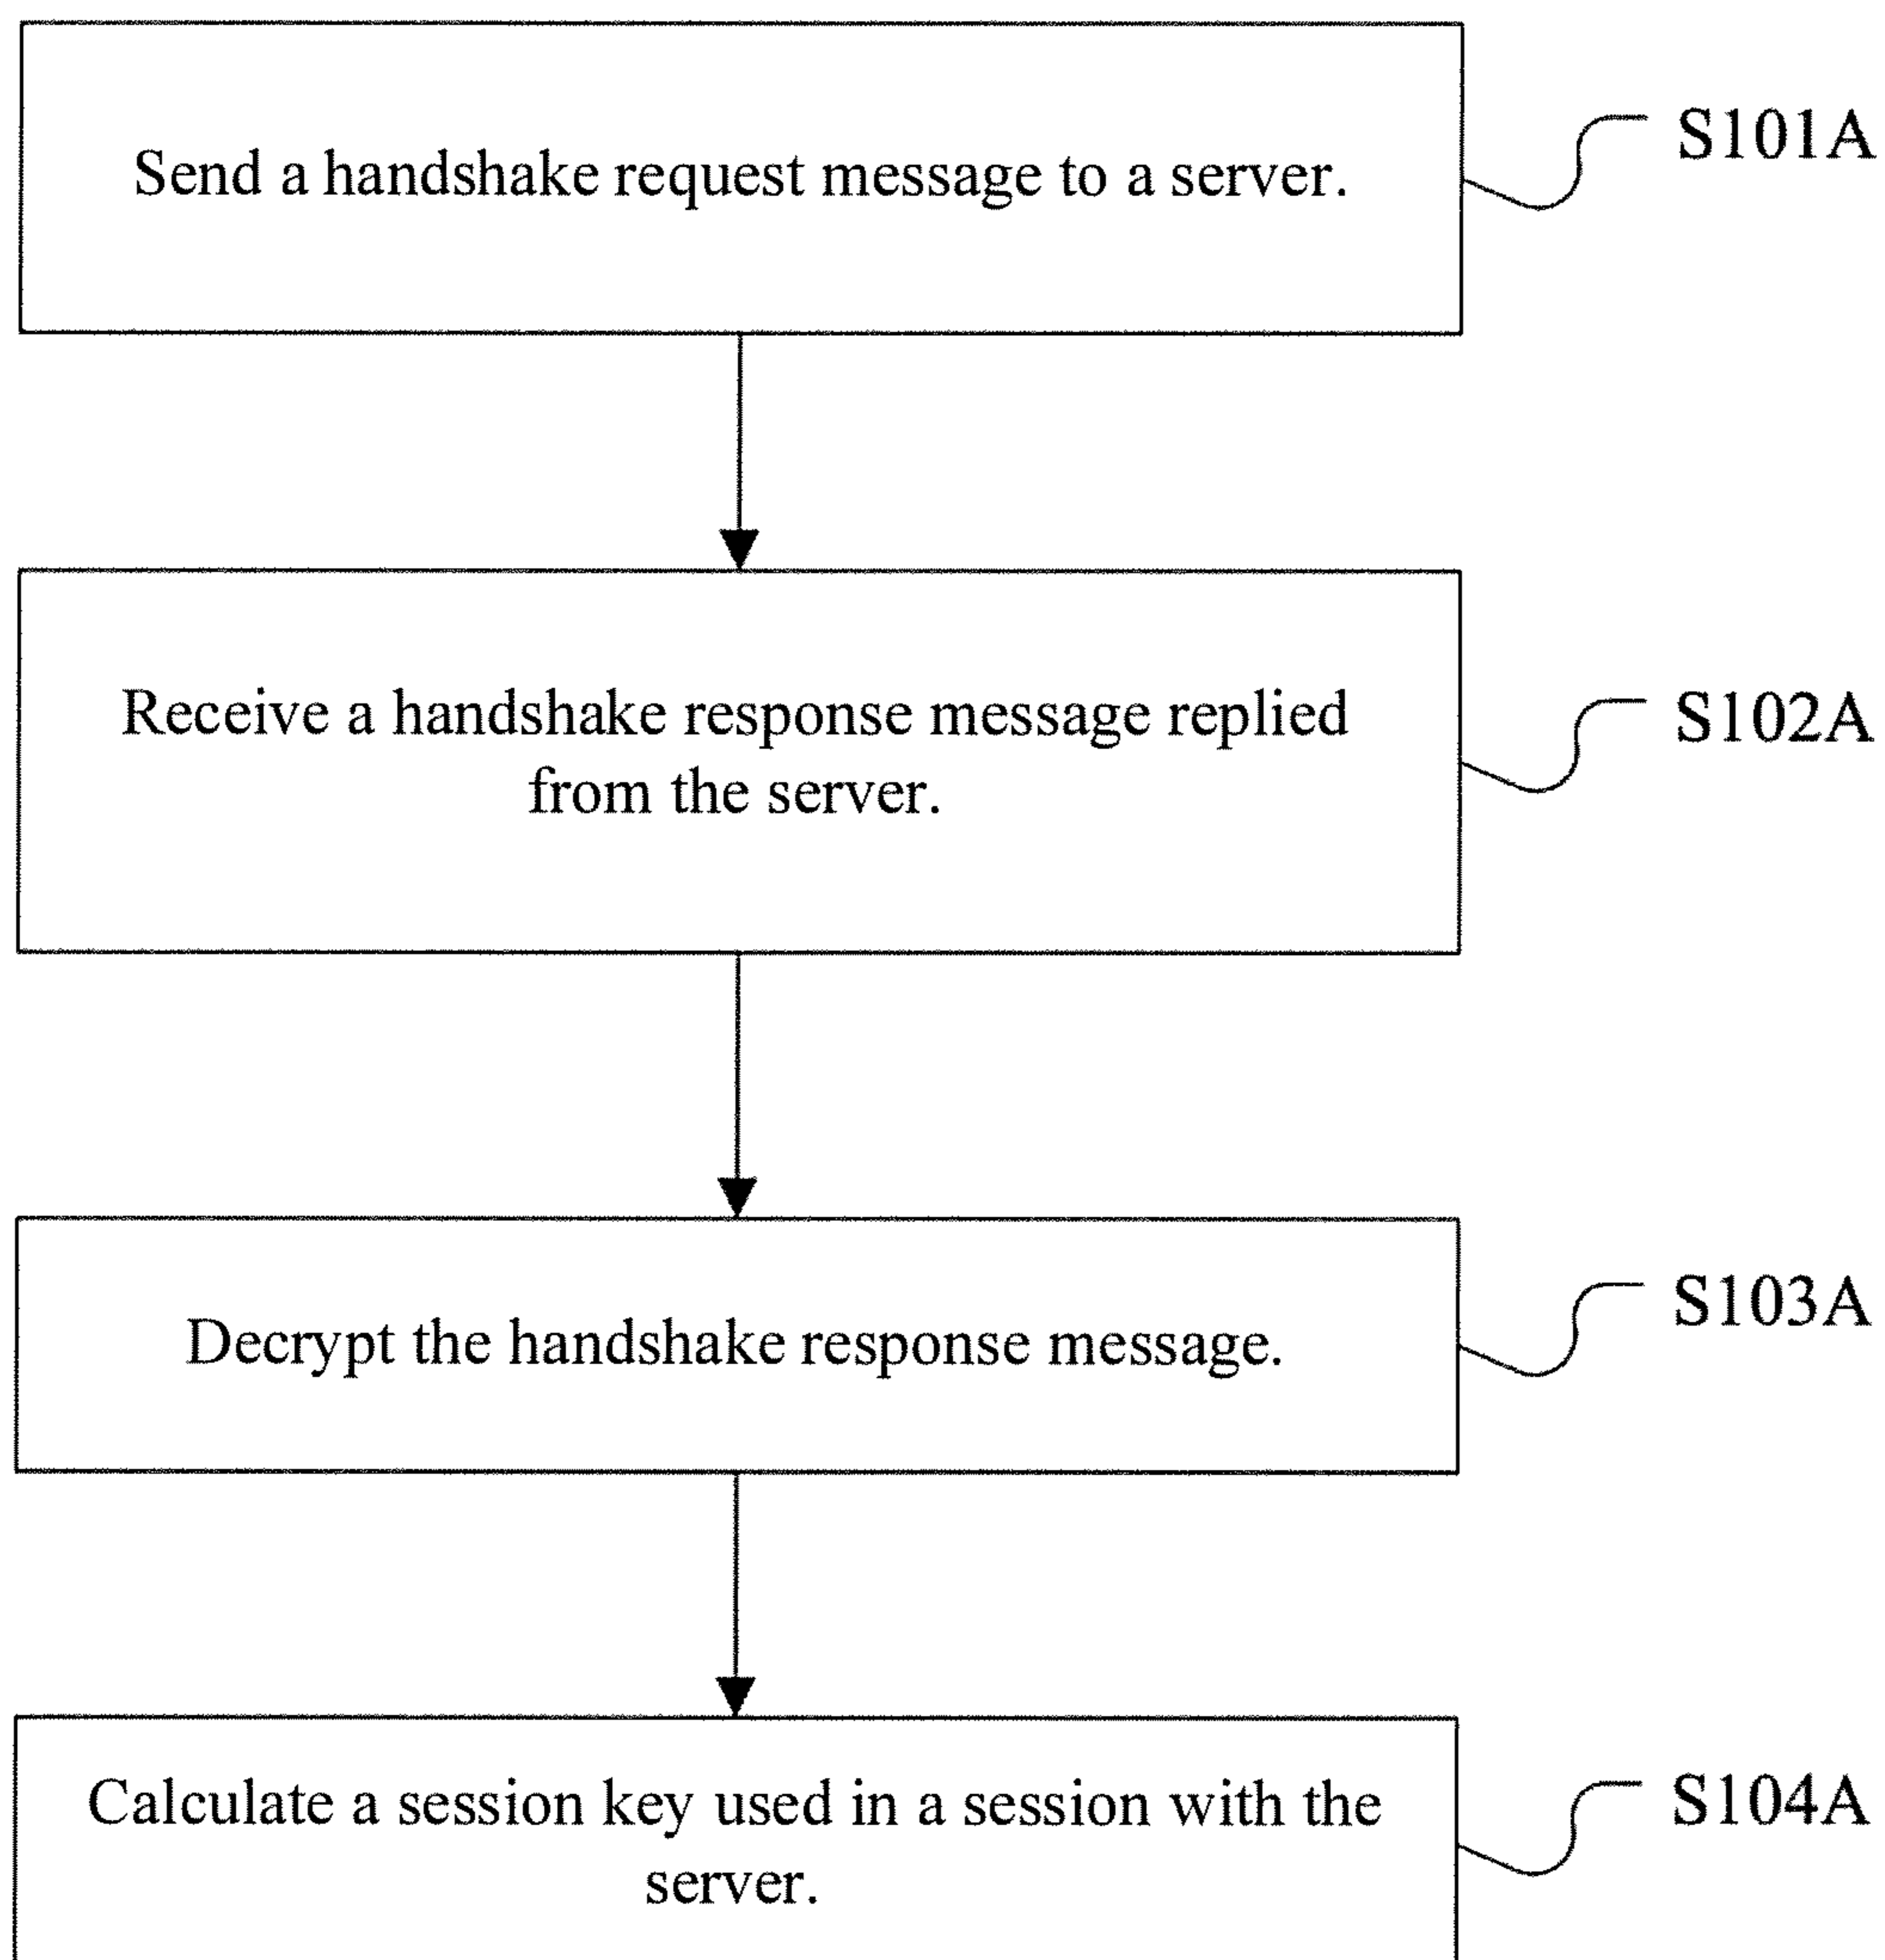 Send a handshake request message to a server.
S101A
Receive a handshake response message replied
from the server.
S102A
Decrypt the handshake response message.
S103A
Calculate a session key used in a session with the
server.
S104A